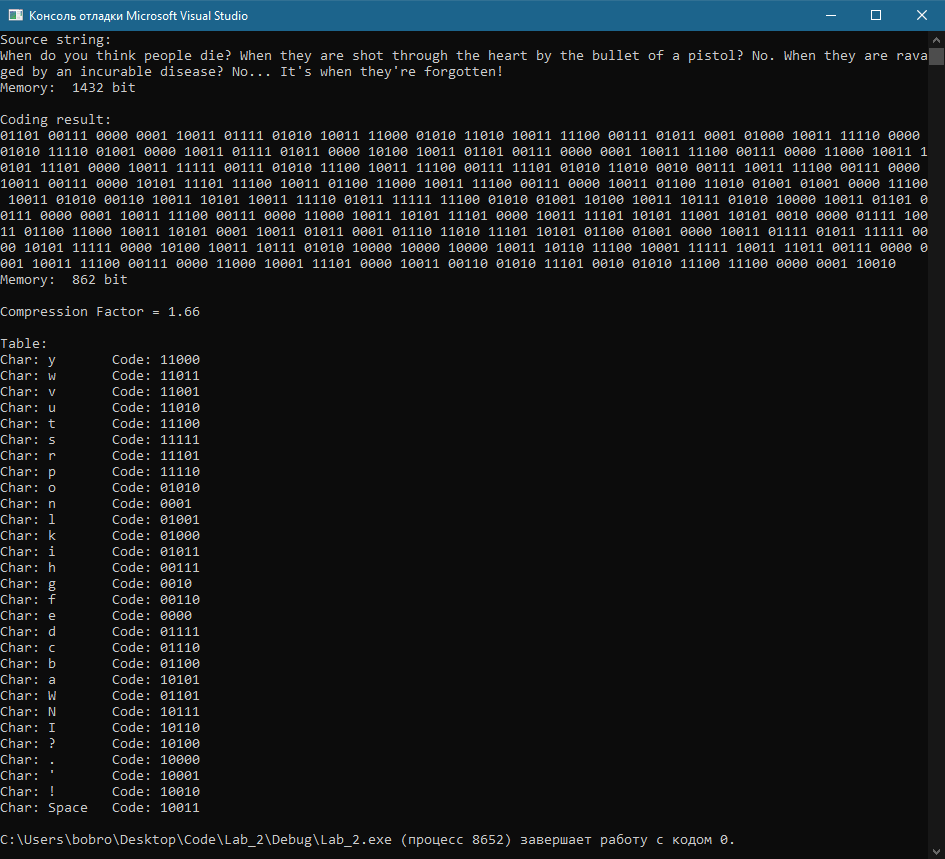 Консоль отладки Microsoft Visual Studio
Source string:
When do you think people die? When they are shot through the heart by the bullet of a pistol? No. When they are rava
ged by an incurable disease? No... It's when they're forgotten!
Memory:  1432 bit
Coding result:
01101 00111 0000 0001 10011 01111 01010 10011 11000 01010 11010 10011 11100 00111 01011 0001 01000 10011 11110 0000
01010 11110 01001 0000 10011 01111 01011 0000 10100 10011 01101 00111 0000 0001 10011 11100 00111 0000 11000 10011 1
0101 11101 0000 10011 11111 00111 01010 11100 10011 11100 00111 11101 01010 11010 0010 00111 10011 11100 00111 0000
10011 00111 0000 10101 11101 11100 10011 01100 11000 10011 11100 00111 0000 10011 01100 11010 01001 01001 0000 11100
 10011 01010 00110 10011 10101 10011 11110 01011 11111 11100 01010 01001 10100 10011 10111 01010 10000 10011 01101 0
0111 0000 0001 10011 11100 00111 0000 11000 10011 10101 11101 0000 10011 11101 10101 11001 10101 0010 0000 01111 100
11 01100 11000 10011 10101 0001 10011 01011 0001 01110 11010 11101 10101 01100 01001 0000 10011 01111 01011 11111 00
00 10101 11111 0000 10100 10011 10111 01010 10000 10000 10000 10011 10110 11100 10001 11111 10011 11011 00111 0000 0
001 10011 11100 00111 0000 11000 10001 11101 0000 10011 00110 01010 11101 0010 01010 11100 11100 0000 0001 10010
Memory:  862 bit
Compression Factor = 1.66
Table:
Char: y       Code: 11000
Char: w       Code: 11011
Char: v       Code: 11001
Char: u       Code: 11010
Char: t       Code: 11100
Char: s       Code: 11111
Char: r       Code: 11101
Char: p       Code: 11110
Char: o       Code: 01010
Char: n       Code: 0001
Char: l       Code: 01001
Char: k       Code: 01000
Char: i       Code: 01011
Char: h       Code: 00111
Char: g       Code: 0010
Char: f       Code: 00110
Char: e       Code: 0000
Char: d       Code: 01111
Char: c       Code: 01110
Char: b       Code: 01100
Char: a       Code: 10101
Char: W       Code: 01101
Char: N       Code: 10111
Char: I       Code: 10110
Char: ?       Code: 10100
Char: .       Code: 10000
Char: '       Code: 10001
Char: !       Code: 10010
Char: Space   Code: 10011
C:\Users\bobro\Desktop\Code\Lab_2\Debug\Lab_2.exe (процесс 8652) завершает работу с кодом 0.